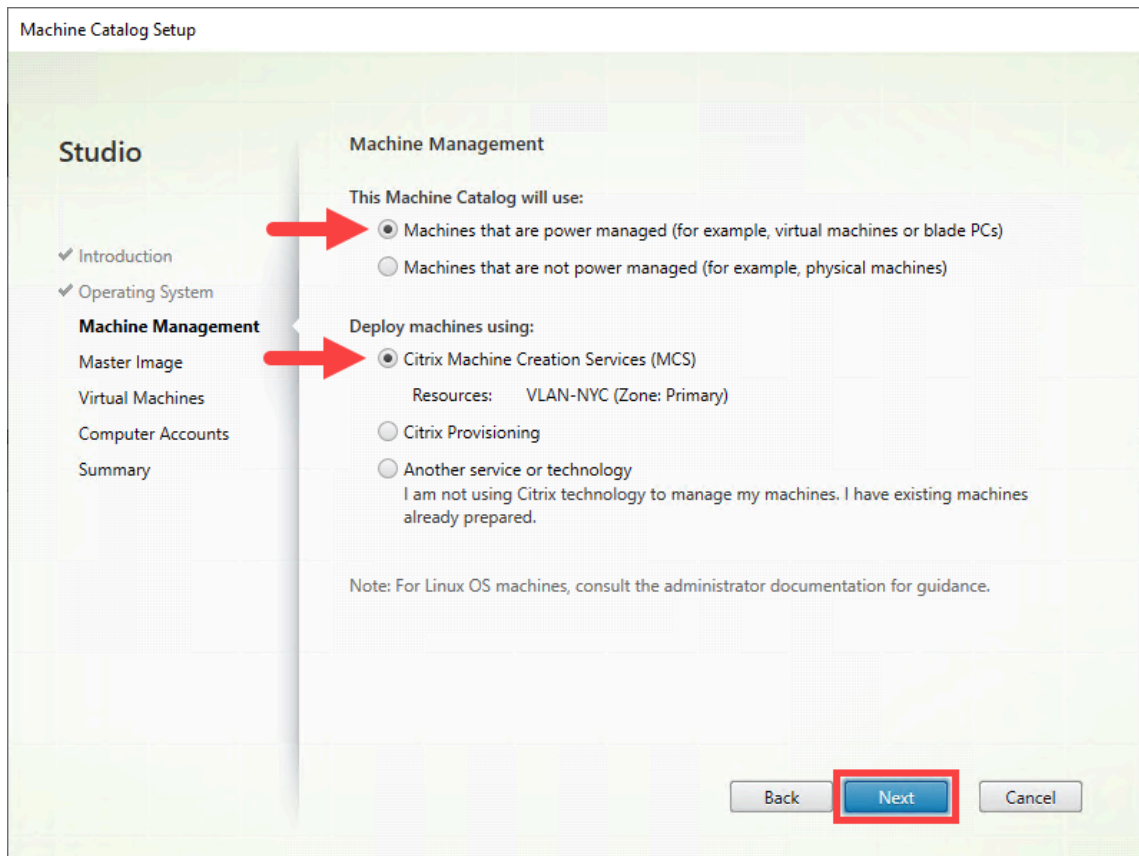 Machine Catalog Setup
Studio
Introduction
Operating System
Machine Management
Master Image
Virtual Machines
Computer Accounts
Summary
Machine Management
This Machine Catalog will use:
Machines that are power managed (for example, virtual machines or blade PCs)
Machines that are not power managed (for example, physical machines)
Deploy machines using:
Citrix Machine Creation Services (MCS)
Resources: VLAN-NYC (Zone: Primary)
Citrix Provisioning
Another service or technology
I am not using Citrix technology to manage my machines. I have existing machines
already prepared.
Note: For Linux OS machines, consult the administrator documentation for guidance.
Back Next Cancel